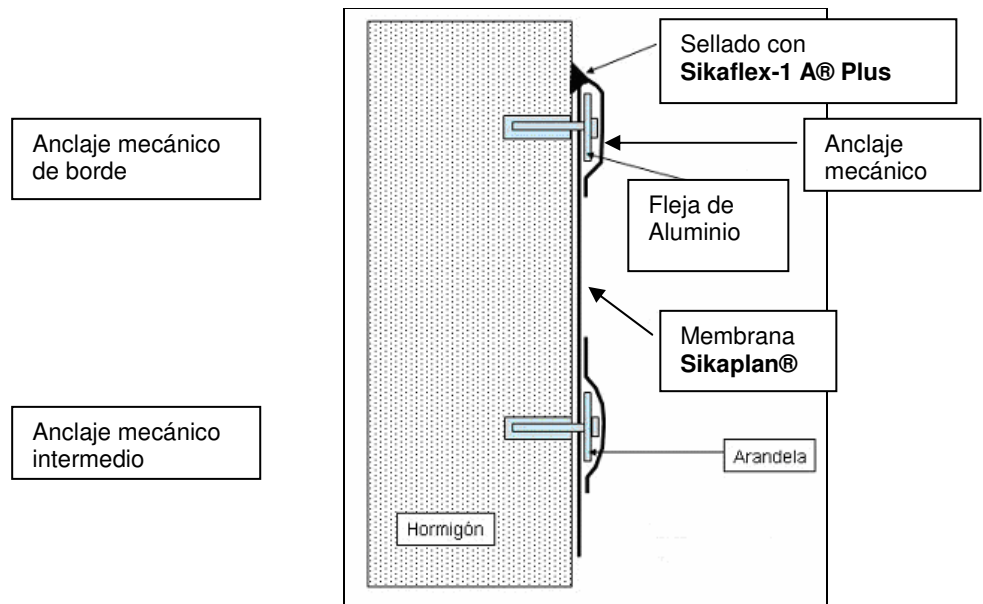 Sellado con
Sikaflex-1 A® Plus
Anclaje mecánico
de borde
Anclaje
mecánico
Fleja de
Aluminio
Membrana
Sikaplan®
Anclaje mecánico
intermedio
Arandela
Hormigón